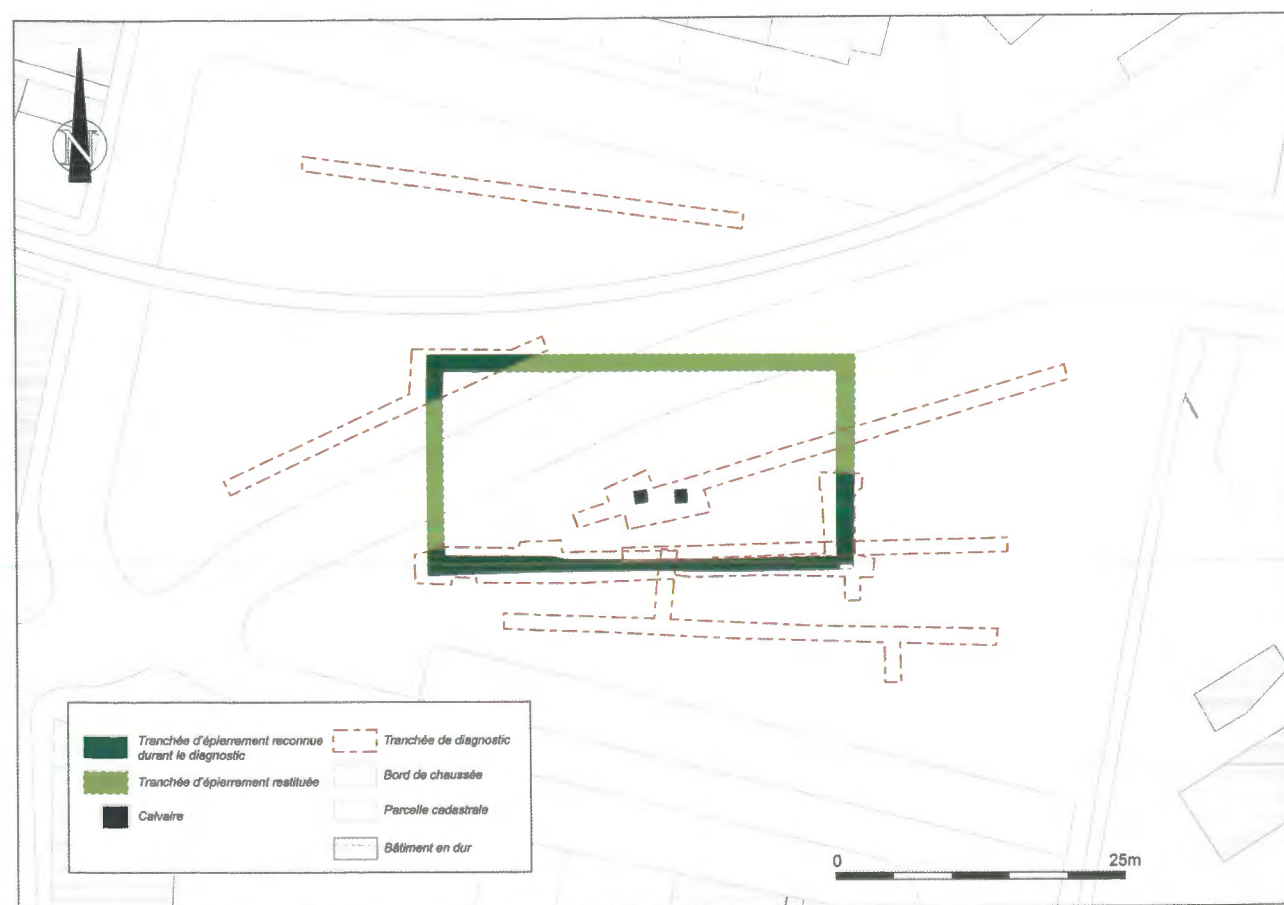 N
Tranchée d'épierrement reconnue
durant le diagnostic
Tranchée d'épierrement restituée
Calvaire
Tranchée de diagnostic
Bord de chaussée
Parcelle cadastrale
Bâtiment en dur
0 25m